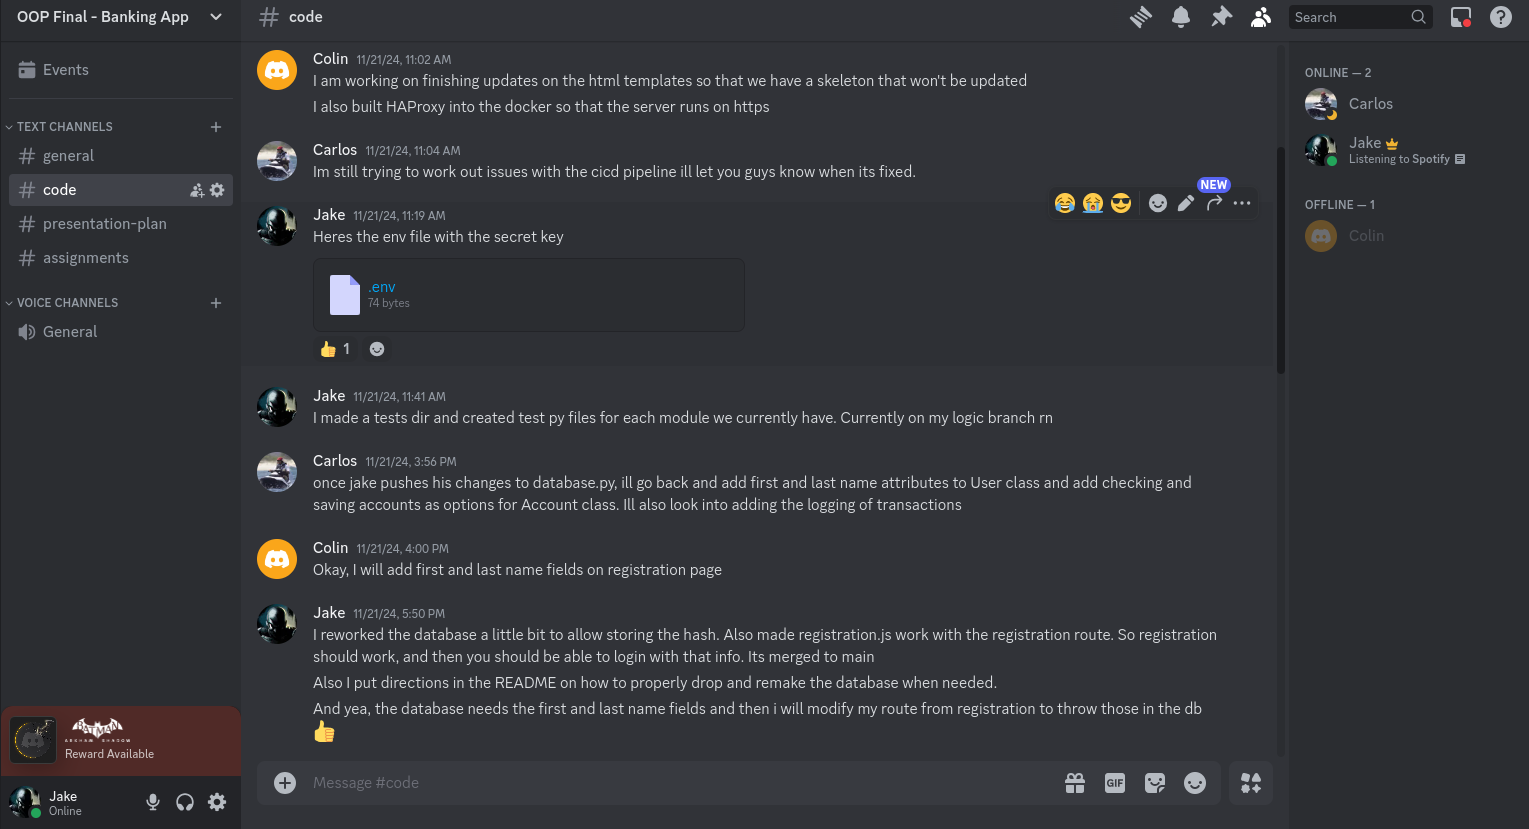 OOP Final - Banking App
code
Search
Events
TEXT CHANNELS
general
code
presentation-plan
assignments
VOICE CHANNELS
General
BATMAN
ARKHAM SHADOW
Reward Available
Jake
Online
Colin 11/21/24, 11:02 AM
I am working on finishing updates on the html templates so that we have a skeleton that won't be updated
I also built HAProxy into the docker so that the server runs on https
Carlos 11/21/24, 11:04 AM
Im still trying to work out issues with the cicd pipeline ill let you guys know when its fixed.
NEW
Jake 11/21/24, 11:19 AM
Heres the env file with the secret key
.env
74 bytes
1
Jake 11/21/24, 11:41 AM
I made a tests dir and created test py files for each module we currently have. Currently on my logic branch rn
Carlos 11/21/24, 3:56 PM
once jake pushes his changes to database.py, ill go back and add first and last name attributes to User class and add checking and
saving accounts as options for Account class. Ill also look into adding the logging of transactions
Colin 11/21/24, 4:00 PM
Okay, I will add first and last name fields on registration page
Jake 11/21/24, 5:50 PM
I reworked the database a little bit to allow storing the hash. Also made registration.js work with the registration route. So registration
should work, and then you should be able to login with that info. Its merged to main
Also I put directions in the README on how to properly drop and remake the database when needed.
And yea, the database needs the first and last name fields and then i will modify my route from registration to throw those in the db
👍
Message #code
GIF
ONLINE — 2
Carlos
Jake
Listening to Spotify
OFFLINE — 1
Colin